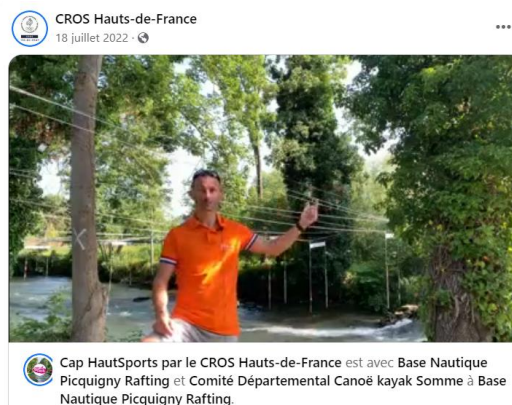 CROS Hauts-de-France
18 juillet 2022 ·
Cap HautSports par le CROS Hauts-de-France est avec Base Nautique
Picquigny Rafting et Comité Départemental Canoë kayak Somme à Base
Nautique Picquigny Rafting.